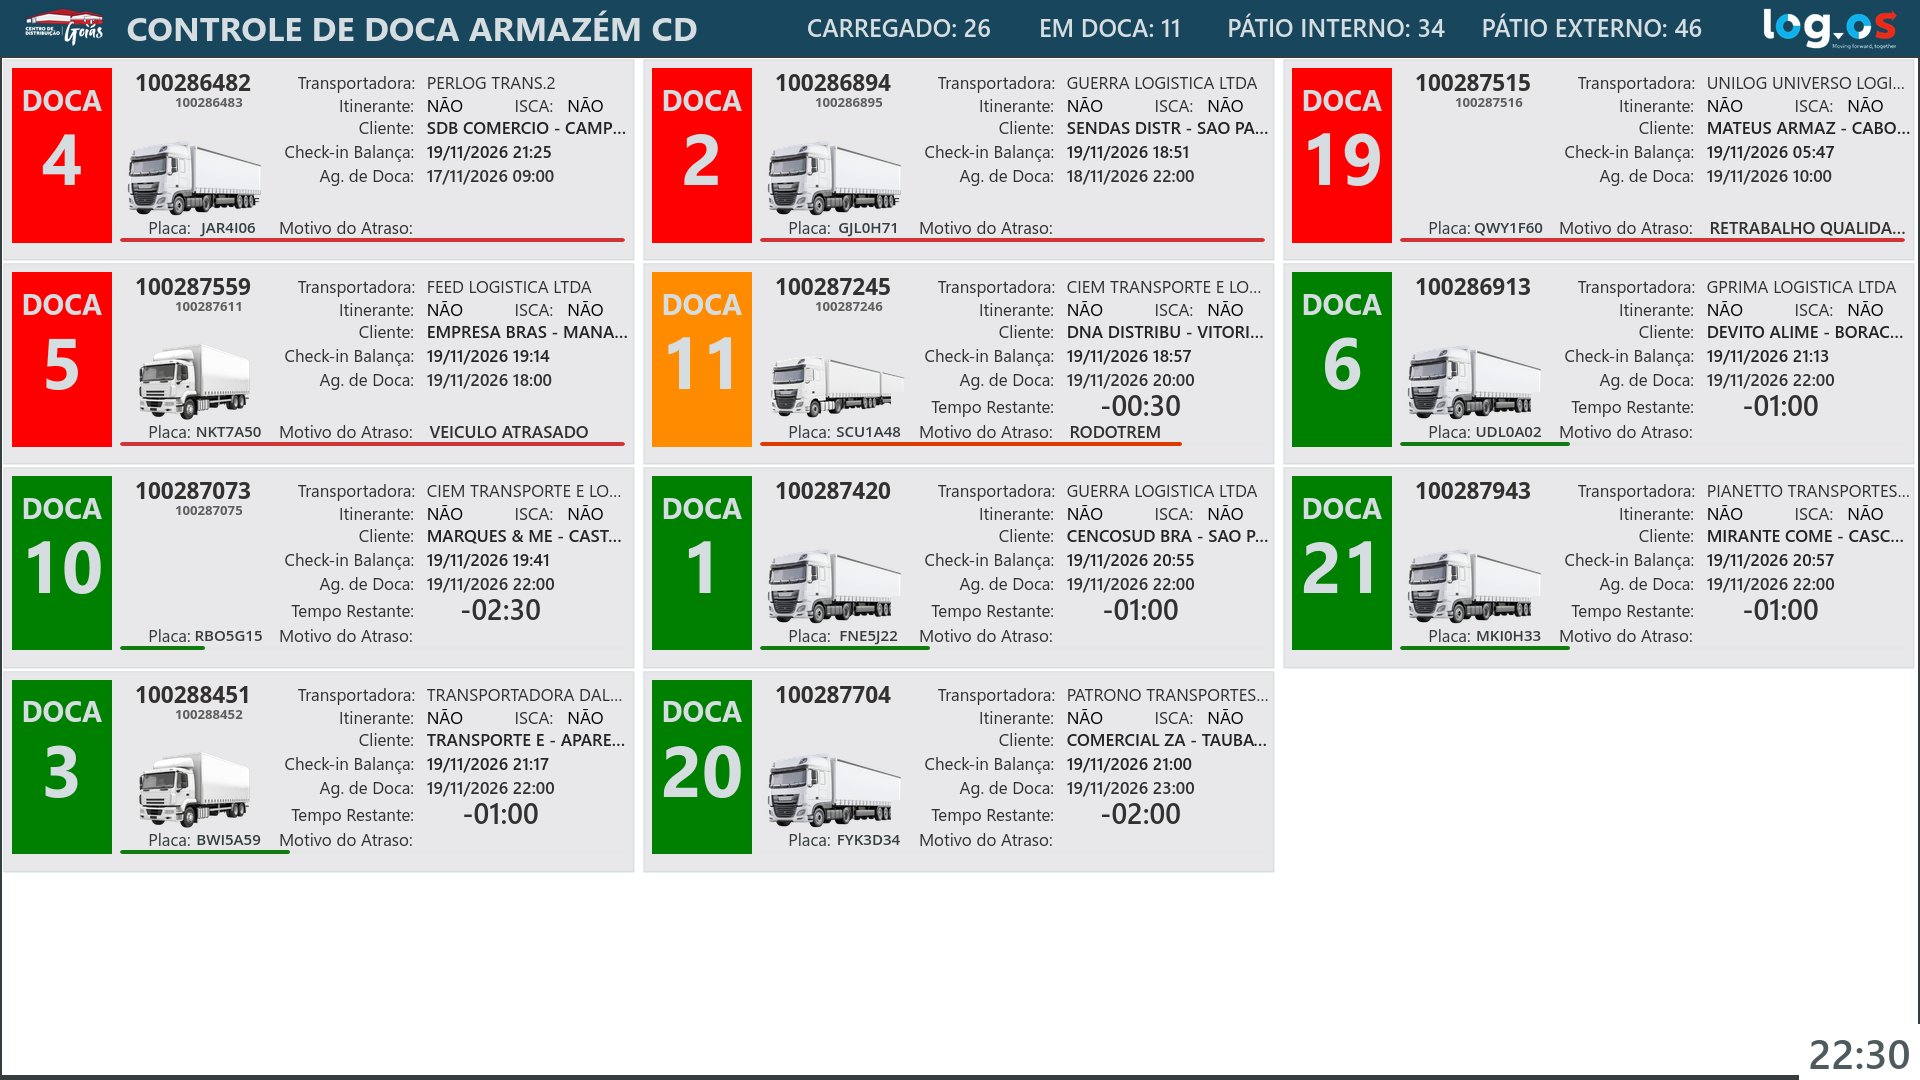 CENTRO DE DISTRIBUIÇÃO Goiás
CONTROLE DE DOCA ARMAZÉM CD
CARREGADO: 26
EM DOCA: 11
PÁTIO INTERNO: 34
PÁTIO EXTERNO: 46
log.os
Moving forward, together
DOCA
4
100286482
100286483
Transportadora: PERLOG TRANS.2
Itinerante: NÃO ISCA: NÃO
Cliente: SDB COMERCIO - CAMP...
Check-in Balança: 19/11/2026 21:25
Ag. de Doca: 17/11/2026 09:00
Placa: JAR4I06 Motivo do Atraso:
DOCA
2
100286894
100286895
Transportadora: GUERRA LOGISTICA LTDA
Itinerante: NÃO ISCA: NÃO
Cliente: SENDAS DISTR - SAO PA...
Check-in Balança: 19/11/2026 18:51
Ag. de Doca: 18/11/2026 22:00
Placa: GJL0H71 Motivo do Atraso:
DOCA
19
100287515
100287516
Transportadora: UNILOG UNIVERSO LOGI...
Itinerante: NÃO ISCA: NÃO
Cliente: MATEUS ARMAZ - CABO...
Check-in Balança: 19/11/2026 05:47
Ag. de Doca: 19/11/2026 10:00
Placa: QWY1F60 Motivo do Atraso: RETRABALHO QUALIDA...
DOCA
5
100287559
100287611
Transportadora: FEED LOGISTICA LTDA
Itinerante: NÃO ISCA: NÃO
Cliente: EMPRESA BRAS - MANA...
Check-in Balança: 19/11/2026 19:14
Ag. de Doca: 19/11/2026 18:00
Placa: NKT7A50 Motivo do Atraso: VEICULO ATRASADO
DOCA
11
100287245
100287246
Transportadora: CIEM TRANSPORTE E LO...
Itinerante: NÃO ISCA: NÃO
Cliente: DNA DISTRIBU - VITORI...
Check-in Balança: 19/11/2026 18:57
Ag. de Doca: 19/11/2026 20:00
Tempo Restante: -00:30
Placa: SCU1A48 Motivo do Atraso: RODOTREM
DOCA
6
100286913
Transportadora: GPRIMA LOGISTICA LTDA
Itinerante: NÃO ISCA: NÃO
Cliente: DEVITO ALIME - BORAC...
Check-in Balança: 19/11/2026 21:13
Ag. de Doca: 19/11/2026 22:00
Tempo Restante: -01:00
Placa: UDL0A02 Motivo do Atraso:
DOCA
10
100287073
100287075
Transportadora: CIEM TRANSPORTE E LO...
Itinerante: NÃO ISCA: NÃO
Cliente: MARQUES & ME - CAST...
Check-in Balança: 19/11/2026 19:41
Ag. de Doca: 19/11/2026 22:00
Tempo Restante: -02:30
Placa: RBO5G15 Motivo do Atraso:
DOCA
1
100287420
Transportadora: GUERRA LOGISTICA LTDA
Itinerante: NÃO ISCA: NÃO
Cliente: CENCOSUD BRA - SAO P...
Check-in Balança: 19/11/2026 20:55
Ag. de Doca: 19/11/2026 22:00
Tempo Restante: -01:00
Placa: FNE5J22 Motivo do Atraso:
DOCA
21
100287943
Transportadora: PIANETTO TRANSPORTES...
Itinerante: NÃO ISCA: NÃO
Cliente: MIRANTE COME - CASC...
Check-in Balança: 19/11/2026 20:57
Ag. de Doca: 19/11/2026 22:00
Tempo Restante: -01:00
Placa: MKI0H33 Motivo do Atraso:
DOCA
3
100288451
100288452
Transportadora: TRANSPORTADORA DAL...
Itinerante: NÃO ISCA: NÃO
Cliente: TRANSPORTE E - APARE...
Check-in Balança: 19/11/2026 21:17
Ag. de Doca: 19/11/2026 22:00
Tempo Restante: -01:00
Placa: BWI5A59 Motivo do Atraso:
DOCA
20
100287704
Transportadora: PATRONO TRANSPORTES...
Itinerante: NÃO ISCA: NÃO
Cliente: COMERCIAL ZA - TAUBA...
Check-in Balança: 19/11/2026 21:00
Ag. de Doca: 19/11/2026 23:00
Tempo Restante: -02:00
Placa: FYK3D34 Motivo do Atraso:
22:30